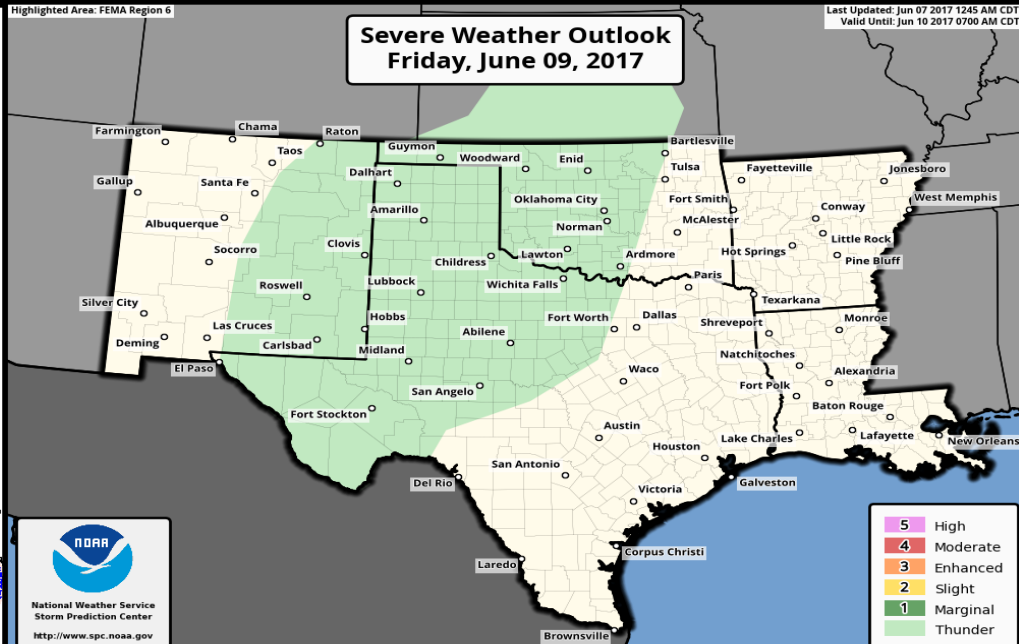 Highlighted Area: FEMA Region 6
Last Updated: Jun 07 2017 1245 AM CDT
Valid Until: Jun 10 2017 0700 AM CDT
Severe Weather Outlook
Friday, June 09, 2017
Farmington
Chama
Raton
Taos
Guymon
Woodward
Enid
Bartlesville
Tulsa
Fayetteville
Jonesboro
Gallup
Santa Fe
Dalhart
Fort Smith
West Memphis
Albuquerque
Amarillo
Oklahoma City
McAlester
Conway
Norman
Socorro
Clovis
Childress
Lawton
Ardmore
Hot Springs
Little Rock
Pine Bluff
Roswell
Lubbock
Wichita Falls
Paris
Texarkana
Silver City
Las Cruces
Hobbs
Fort Worth
Dallas
Shreveport
Monroe
Deming
Carlsbad
Midland
Abilene
Natchitoches
El Paso
Waco
Alexandria
San Angelo
Fort Polk
Fort Stockton
Baton Rouge
Austin
Houston
Lake Charles
Lafayette
New Orleans
San Antonio
Del Rio
Galveston
Victoria
Corpus Christi
Laredo
Brownsville
NOAA
National Weather Service
Storm Prediction Center
http://www.spc.noaa.gov
5 High
4 Moderate
3 Enhanced
2 Slight
1 Marginal
Thunder